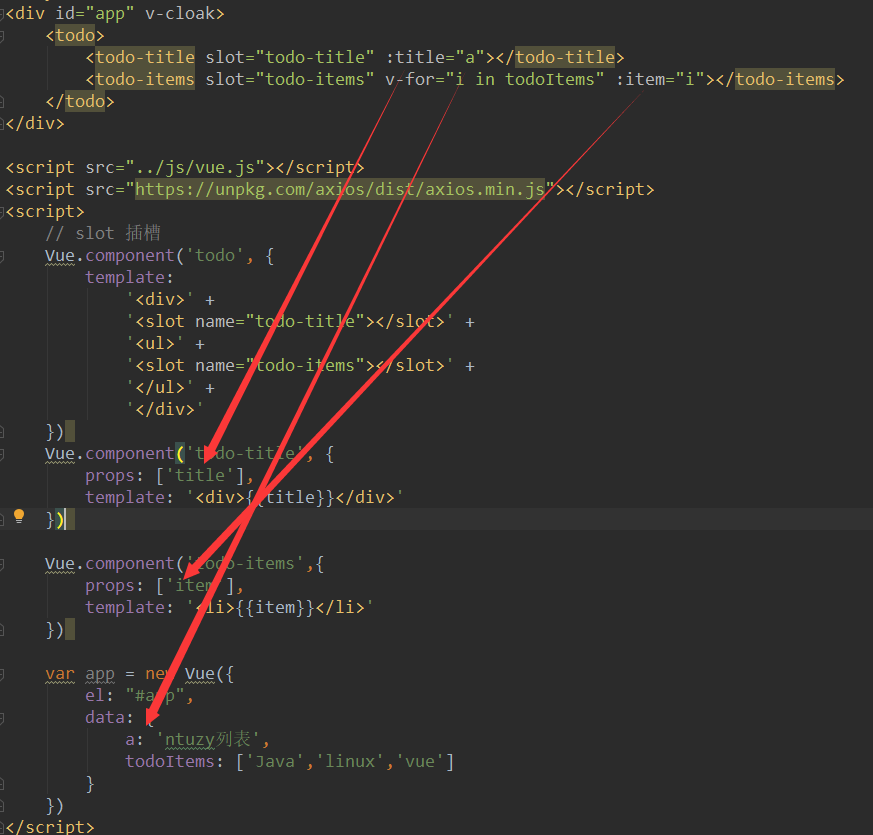 <div id="app" v-cloak>
<todo>
<todo-title slot="todo-title" :title="a"></todo-title>
<todo-items slot="todo-items" v-for="i in todoItems" :item="i"></todo-items>
</todo>
</div>
<script src="../js/vue.js"></script>
<script src="https://unpkg.com/axios/dist/axios.min.js"></script>
<script>
// slot 插槽
Vue.component('todo', {
template:
'<div>' +
'<slot name="todo-title"></slot>' +
'<ul>' +
'<slot name="todo-items"></slot>' +
'</ul>' +
'</div>'
})
Vue.component('todo-title', {
props: ['title'],
template: '<div>{{title}}</div>'
})
Vue.component('todo-items',{
props: ['item'],
template: '<li>{{item}}</li>'
})
var app = new Vue({
el: "#app",
data: {
a: 'ntuzy列表',
todoItems: ['Java','linux','vue']
}
})
</script>